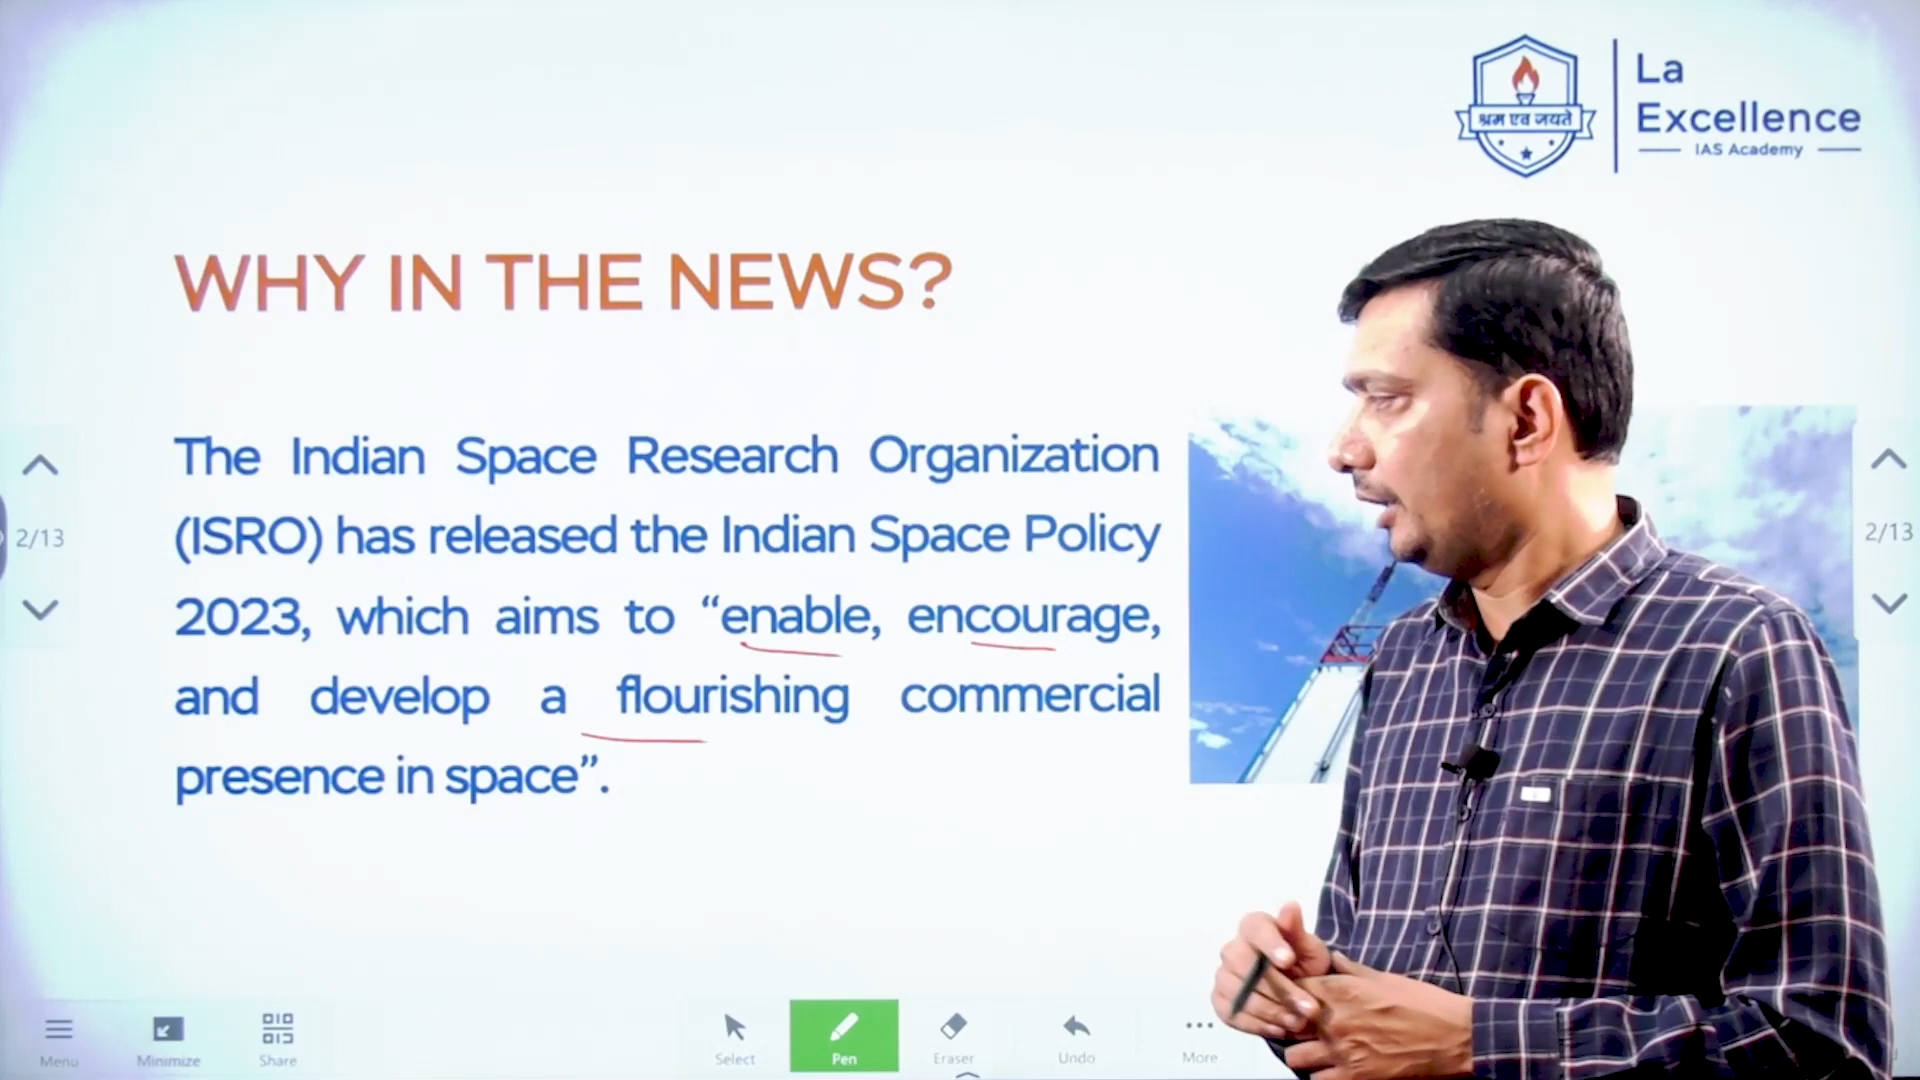 La
Excellence
IAS Academy
श्रम एव जयते
WHY IN THE NEWS?
The Indian Space Research Organization
(ISRO) has released the Indian Space Policy
2023, which aims to “enable, encourage,
and develop a flourishing commercial
presence in space”.
2/13
2/13
Menu
Minimize
Share
Select
Pen
Eraser
Undo
More